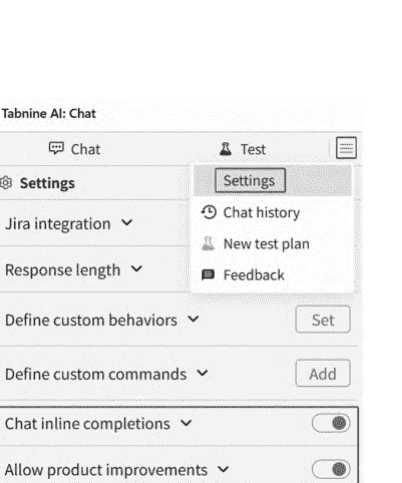 Tabnine AI: Chat
Chat
Test
Settings
Settings
Chat history
New test plan
Feedback
Jira integration
Response length
Define custom behaviors
Set
Define custom commands
Add
Chat inline completions
Allow product improvements